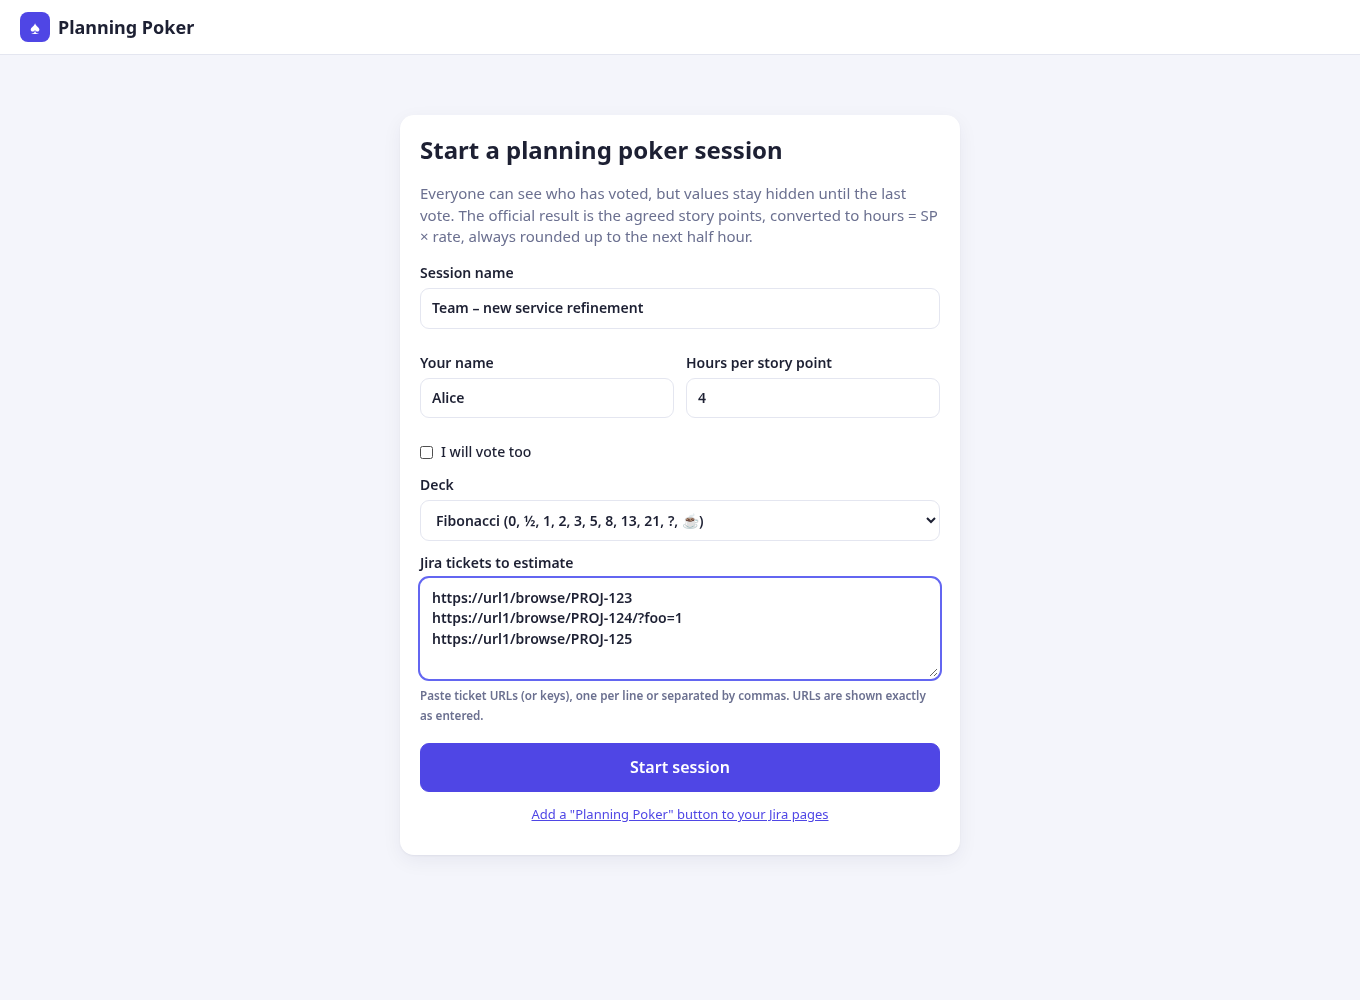 ♠ Planning Poker
Start a planning poker session
Everyone can see who has voted, but values stay hidden until the last
vote. The official result is the agreed story points, converted to hours = SP
× rate, always rounded up to the next half hour.
Session name
Team – new service refinement
Your name
Hours per story point
Alice
4
I will vote too
Deck
Fibonacci (0, ½, 1, 2, 3, 5, 8, 13, 21, ?, ☕)
Jira tickets to estimate
https://url1/browse/PROJ-123
https://url1/browse/PROJ-124/?foo=1
https://url1/browse/PROJ-125
Paste ticket URLs (or keys), one per line or separated by commas. URLs are shown exactly
as entered.
Start session
Add a "Planning Poker" button to your Jira pages